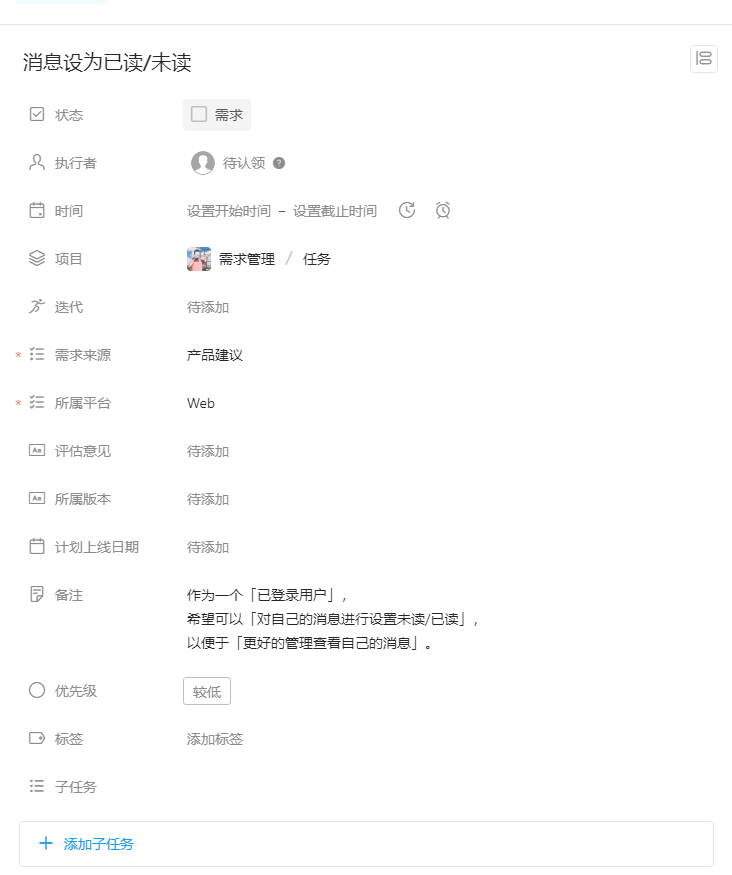 消息设为已读/未读
状态 需求
执行者 待认领 ?
时间 设置开始时间 – 设置截止时间
项目 需求管理 / 任务
迭代 待添加
* 需求来源 产品建议
* 所属平台 Web
评估意见 待添加
所属版本 待添加
计划上线日期 待添加
备注 作为一个「已登录用户」,
希望可以「对自己的消息进行设置未读/已读」,
以便于「更好的管理查看自己的消息」。
优先级 较低
标签 添加标签
子任务
+ 添加子任务